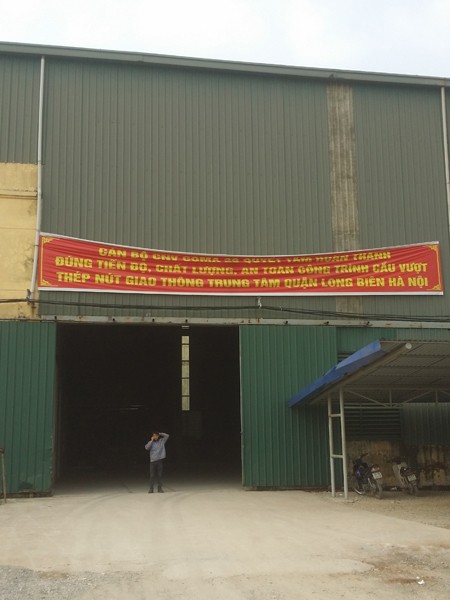 CÁN BỘ CNV COMA 25 QUYẾT TÂM HOÀN THÀNH
ĐÚNG TIẾN ĐỘ, CHẤT LƯỢNG, AN TOÀN CÔNG TRÌNH CẦU VƯỢT
THÉP NÚT GIAO THÔNG TRUNG TÂM QUẬN LONG BIÊN HÀ NỘI